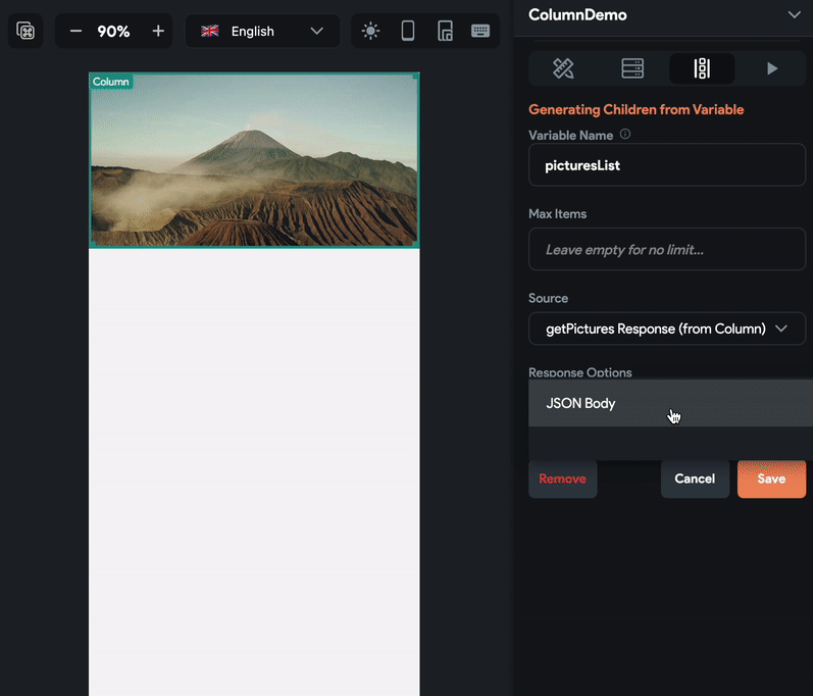 90%
English
Column
ColumnDemo
Generating Children from Variable
Variable Name
picturesList
Max Items
Leave empty for no limit...
Source
getPictures Response (from Column)
Response Options
JSON Body
Remove
Cancel
Save